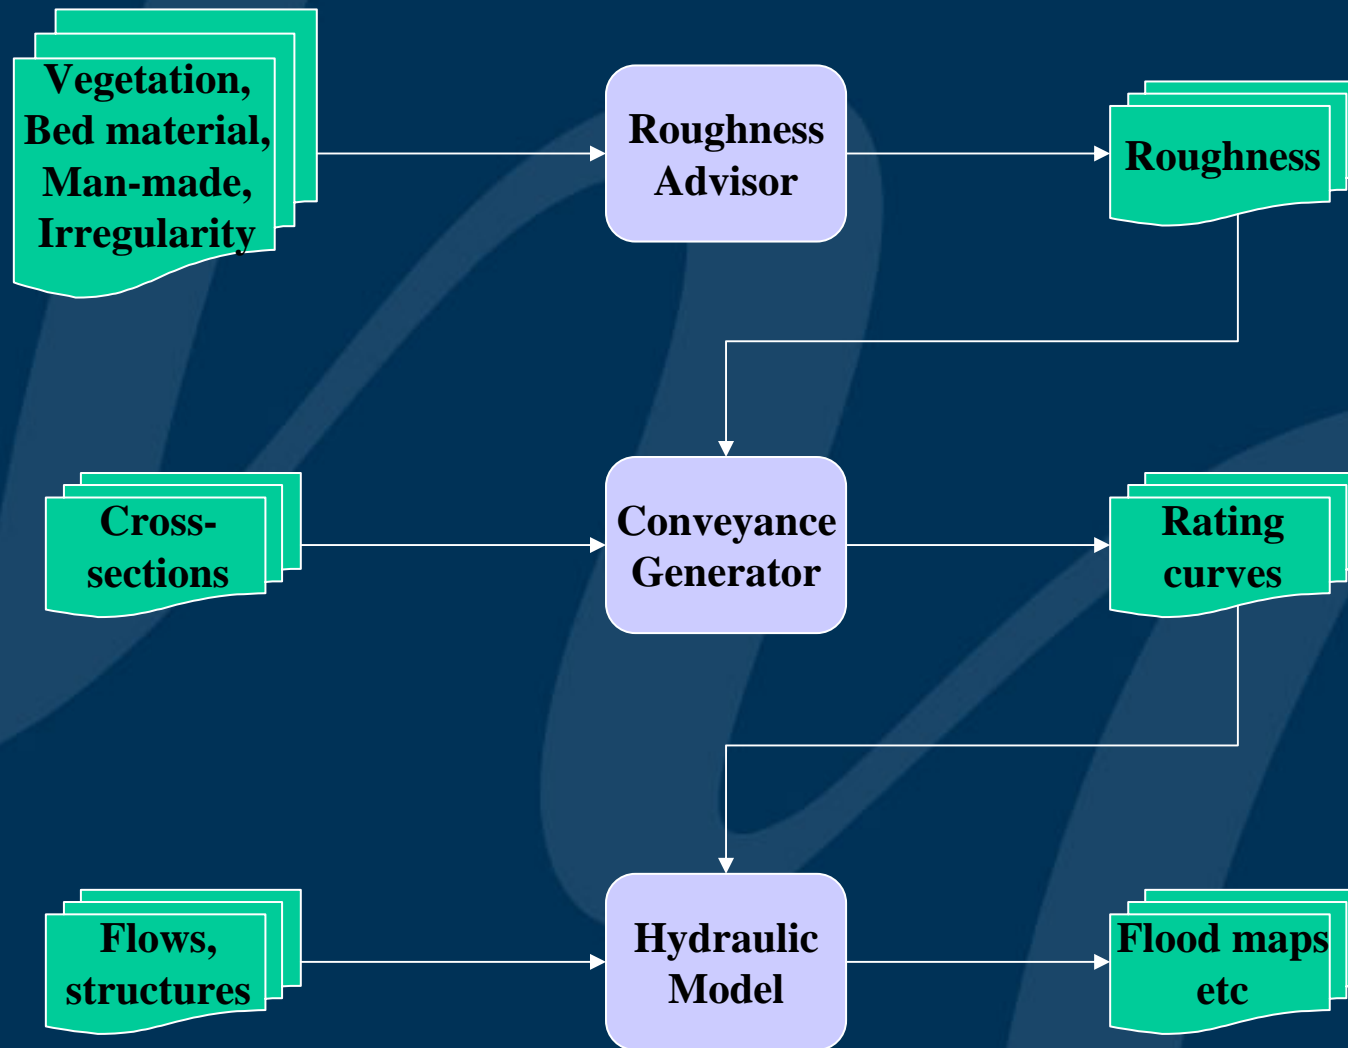 Vegetation,
Bed material,
Man-made,
Irregularity
Roughness
Advisor
Roughness
Cross-
sections
Conveyance
Generator
Rating
curves
Flows,
structures
Hydraulic
Model
Flood maps
etc